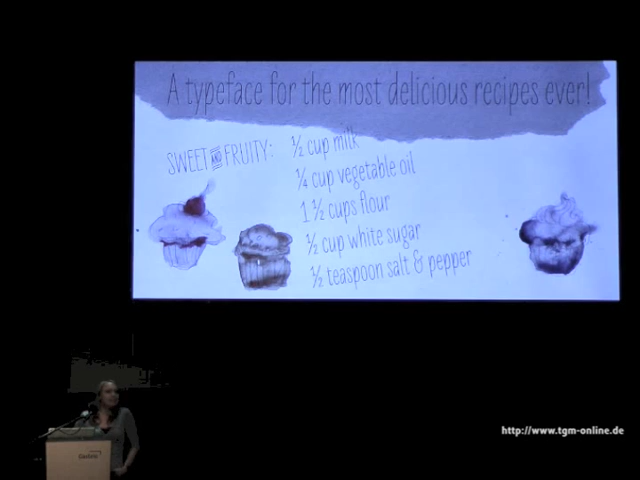 A typeface for the most delicious recipes ever!
SWEET AND FRUITY:
½ cup milk
¼ cup vegetable oil
1 ½ cups flour
½ cup white sugar
½ teaspoon salt & pepper
http://www.tgm-online.de